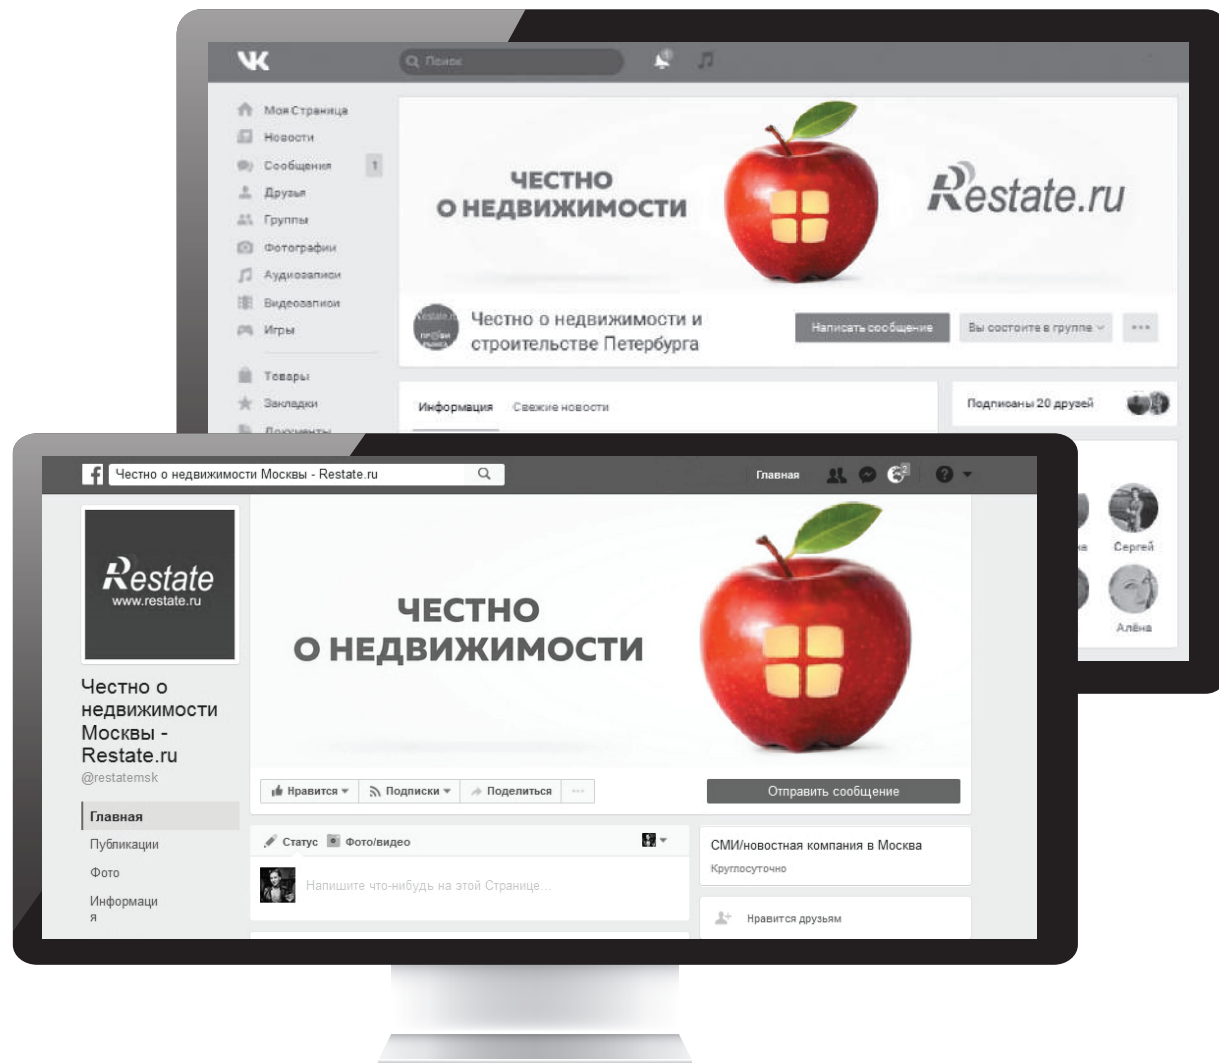 Поиск
1
Моя Страница
Новости
Сообщения 1
Друзья
Группы
Фотографии
Аудиозаписи
Видеозаписи
Игры
Товары
Закладки
Документы
ЧЕСТНО
О НЕДВИЖИМОСТИ
Restate.ru
Честно о недвижимости и
строительстве Петербурга
Написать сообщение
Вы состоите в группе
Информация Свежие новости
Подписаны 20 друзей
Сергей
Алёна
Честно о недвижимости Москвы - Restate.ru
Главная
2
?
Restate
www.restate.ru
ЧЕСТНО
О НЕДВИЖИМОСТИ
Честно о
недвижимости
Москвы -
Restate.ru
@restatemsk
Главная
Публикации
Фото
Информаци
я
Нравится Подписки Поделиться
Отправить сообщение
Статус Фото/видео
Напишите что-нибудь на этой Странице...
СМИ/новостная компания в Москва
Круглосуточно
Нравится друзьям